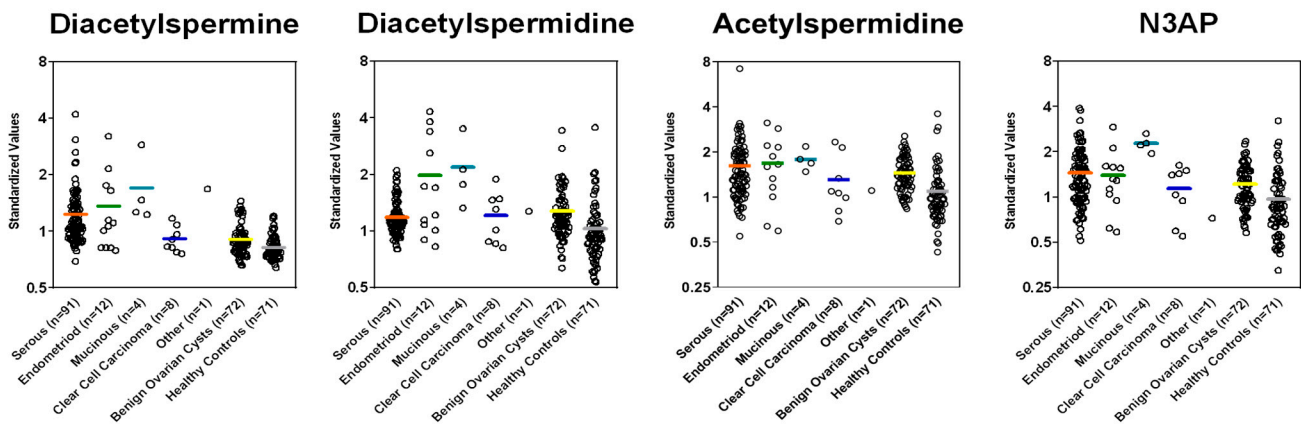 Diacetylspermine
Standardized Values
8
4
2
1
0.5
Serous (n=91)
Endometriod (n=12)
Mucinous (n=4)
Clear Cell Carcinoma (n=8)
Other (n=1)
Benign Ovarian Cysts (n=72)
Healthy Controls (n=71)
Diacetylspermidine
Standardized Values
8
4
2
1
0.5
Serous (n=91)
Endometriod (n=12)
Mucinous (n=4)
Clear Cell Carcinoma (n=8)
Other (n=1)
Benign Ovarian Cysts (n=72)
Healthy Controls (n=71)
Acetylspermidine
Standardized Values
8
4
2
1
0.5
0.25
Serous (n=91)
Endometriod (n=12)
Mucinous (n=4)
Clear Cell Carcinoma (n=8)
Other (n=1)
Benign Ovarian Cysts (n=72)
Healthy Controls (n=71)
N3AP
Standardized Values
8
4
2
1
0.5
0.25
Serous (n=91)
Endometriod (n=12)
Mucinous (n=4)
Clear Cell Carcinoma (n=8)
Other (n=1)
Benign Ovarian Cysts (n=72)
Healthy Controls (n=71)